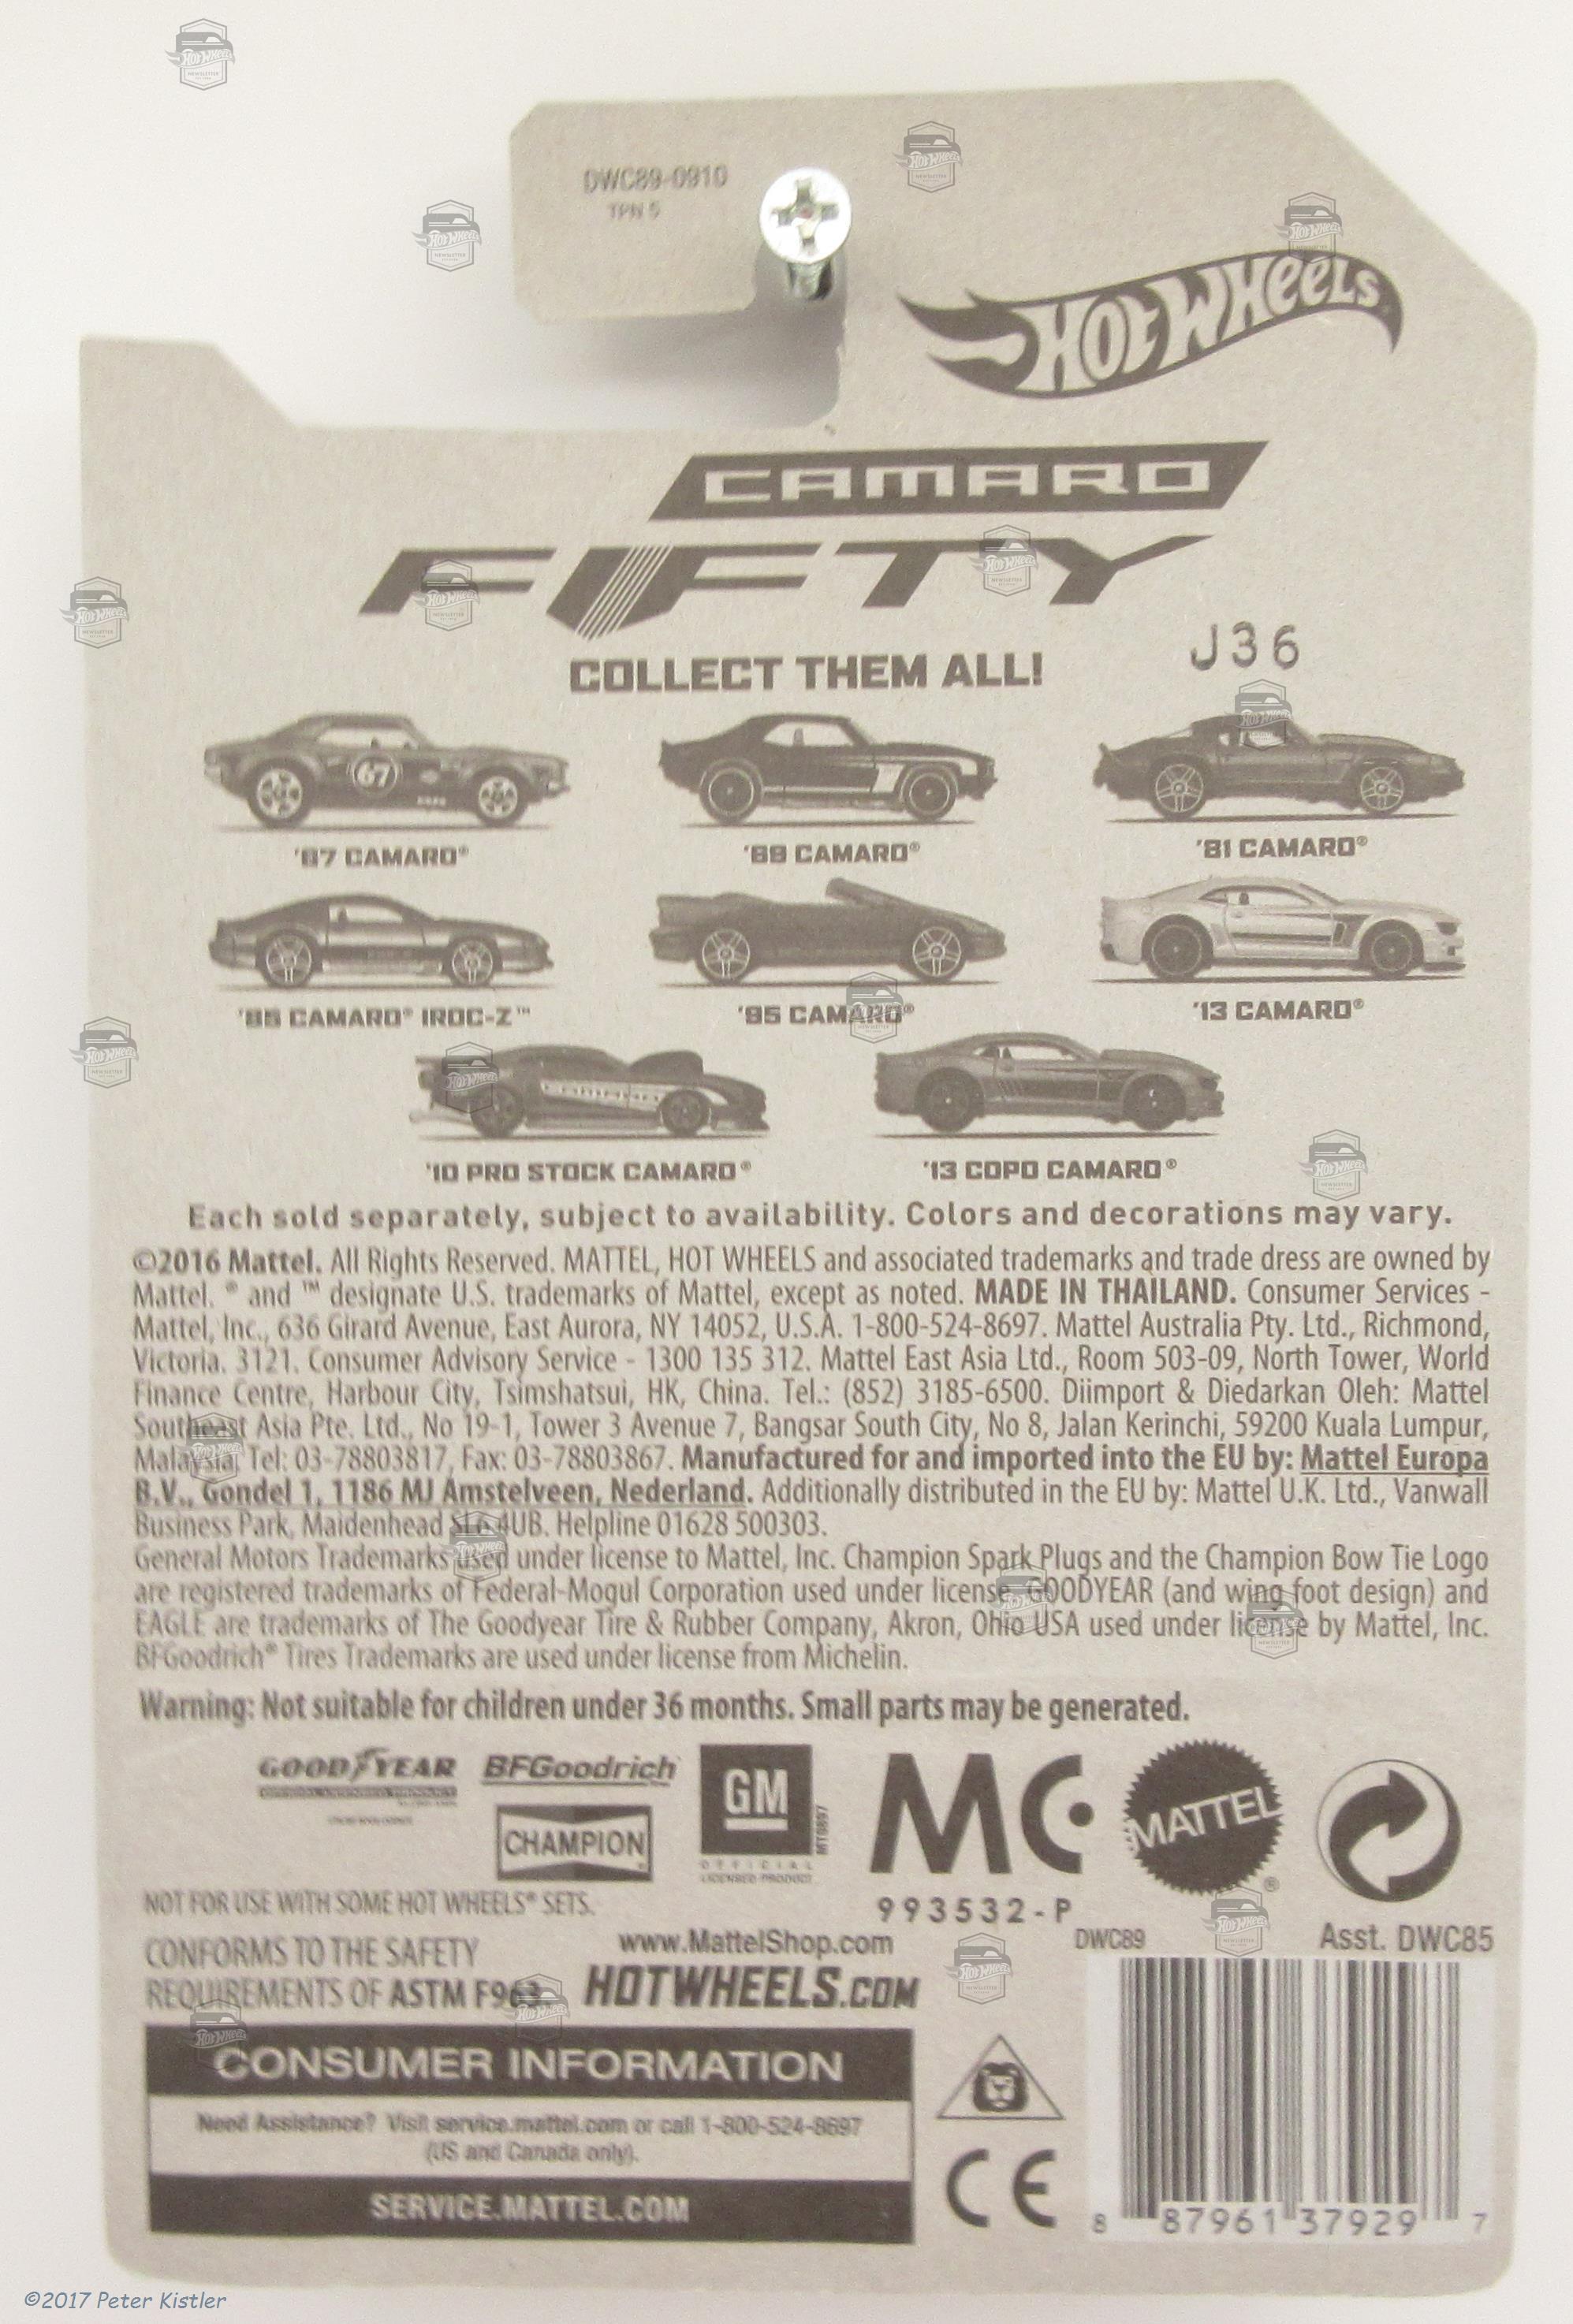 DWC89-0910
TPN 5
HOT WHEELS
CAMARO
FIFTY
J36
COLLECT THEM ALL!
67
'67 CAMARO®
'69 CAMARO®
'81 CAMARO®
'85 CAMARO® IROC-Z™
'95 CAMARO®
'13 CAMARO®
CAMARO
'10 PRO STOCK CAMARO®
'13 COPO CAMARO®
Each sold separately, subject to availability. Colors and decorations may vary.
©2016 Mattel. All Rights Reserved. MATTEL, HOT WHEELS and associated trademarks and trade dress are owned by
Mattel. ® and ™ designate U.S. trademarks of Mattel, except as noted. MADE IN THAILAND. Consumer Services -
Mattel, Inc., 636 Girard Avenue, East Aurora, NY 14052, U.S.A. 1-800-524-8697. Mattel Australia Pty. Ltd., Richmond,
Victoria. 3121. Consumer Advisory Service - 1300 135 312. Mattel East Asia Ltd., Room 503-09, North Tower, World
Finance Centre, Harbour City, Tsimshatsui, HK, China. Tel.: (852) 3185-6500. Diimport & Diedarkan Oleh: Mattel
Southeast Asia Pte. Ltd., No 19-1, Tower 3 Avenue 7, Bangsar South City, No 8, Jalan Kerinchi, 59200 Kuala Lumpur,
Malaysia. Tel: 03-78803817, Fax: 03-78803867. Manufactured for and imported into the EU by: Mattel Europa
B.V., Gondel 1, 1186 MJ Amstelveen, Nederland. Additionally distributed in the EU by: Mattel U.K. Ltd., Vanwall
Business Park, Maidenhead SL6 4UB. Helpline 01628 500303.
General Motors Trademarks used under license to Mattel, Inc. Champion Spark Plugs and the Champion Bow Tie Logo
are registered trademarks of Federal-Mogul Corporation used under license. GOODYEAR (and wing foot design) and
EAGLE are trademarks of The Goodyear Tire & Rubber Company, Akron, Ohio USA used under license by Mattel, Inc.
BFGoodrich® Tires Trademarks are used under license from Michelin.
Warning: Not suitable for children under 36 months. Small parts may be generated.
GOODYEAR
OFFICIAL LICENSED PRODUCT
BFGoodrich
CHAMPION
GM
MT0897
OFFICIAL
LICENSED PRODUCT
MC
993532-P
MATTEL®
NOT FOR USE WITH SOME HOT WHEELS® SETS.
CONFORMS TO THE SAFETY
REQUIREMENTS OF ASTM F963.
www.MattelShop.com
HOTWHEELS.COM
DWC89
Asst. DWC85
CONSUMER INFORMATION
Need Assistance? Visit service.mattel.com or call 1-800-524-8697
(US and Canada only).
SERVICE.MATTEL.COM
CE
8 87961 37929 7
©2017 Peter Kistler